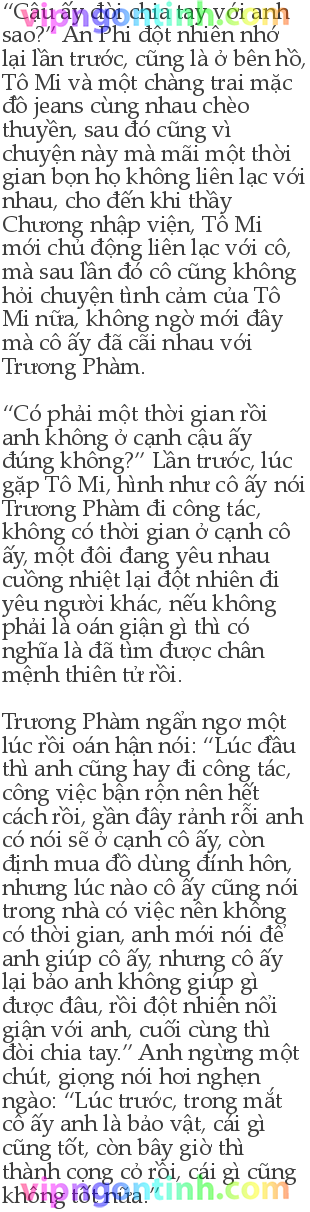 vipngontinh.com
“Cậu ấy đòi chia tay với anh
sao?” An Phi đột nhiên nhớ
lại lần trước, cũng là ở bên hồ,
Tô Mi và một chàng trai mặc
đồ jeans cùng nhau chèo
thuyền, sau đó cũng vì
chuyện này mà mãi một thời
gian bọn họ không liên lạc với
nhau, cho đến khi thầy
Chương nhập viện, Tô Mi
mới chủ động liên lạc với cô,
mà sau lần đó cô cũng không
hỏi chuyện tình cảm của Tô
Mi nữa, không ngờ mới đây
mà cô ấy đã cãi nhau với
Trương Phàm.
“Có phải một thời gian rồi
anh không ở cạnh cậu ấy
đúng không?” Lần trước, lúc
gặp Tô Mi, hình như cô ấy nói
Trương Phàm đi công tác,
không có thời gian ở cạnh cô
ấy, một đôi đang yêu nhau
cuồng nhiệt lại đột nhiên đi
yêu người khác, nếu không
phải là oán giận gì thì có
nghĩa là đã tìm được chân
mệnh thiên tử rồi.
Trương Phàm ngẩn ngơ một
lúc rồi oán hận nói: “Lúc đầu
thì anh cũng hay đi công tác,
công việc bận rộn nên hết
cách rồi, gần đây rảnh rỗi anh
có nói sẽ ở cạnh cô ấy, còn
định mua đồ dùng đính hôn,
nhưng lúc nào cô ấy cũng nói
trong nhà có việc nên không
có thời gian, anh mới nói để
anh giúp cô ấy, nhưng cô ấy
lại bảo anh không giúp gì
được đâu, rồi đột nhiên nổi
giận với anh, cuối cùng thì
đòi chia tay.” Anh ngừng một
chút, giọng nói hơi nghẹn
ngào: “Lúc trước, trong mắt
cô ấy anh là bảo vật, cái gì
cũng tốt, còn bây giờ thì
thành cọng cỏ rồi, cái gì cũng
không tốt nữa.”
vipngontinh.com